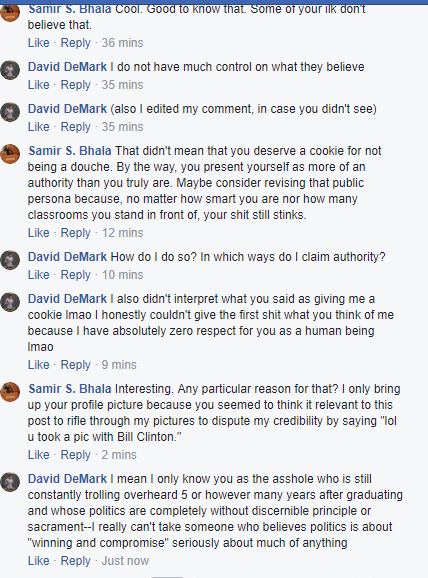 Samir S. Bhala Cool. Good to know that. Some of your ilk don't
believe that.
Like · Reply · 36 mins
David DeMark I do not have much control on what they believe
Like · Reply · 35 mins
David DeMark (also I edited my comment, in case you didn't see)
Like · Reply · 35 mins
Samir S. Bhala That didn't mean that you deserve a cookie for not
being a douche. By the way, you present yourself as more of an
authority than you truly are. Maybe consider revising that public
persona because, no matter how smart you are nor how many
classrooms you stand in front of, your shit still stinks.
Like · Reply · 12 mins
David DeMark How do I do so? In which ways do I claim authority?
Like · Reply · 10 mins
David DeMark I also didn't interpret what you said as giving me a
cookie lmao I honestly couldn't give the first shit what you think of me
because I have absolutely zero respect for you as a human being
lmao
Like · Reply · 9 mins
Samir S. Bhala Interesting. Any particular reason for that? I only bring
up your profile picture because you seemed to think it relevant to this
post to rifle through my pictures to dispute my credibility by saying "lol
u took a pic with Bill Clinton."
Like · Reply · 2 mins
David DeMark I mean I only know you as the asshole who is still
constantly trolling overheard 5 or however many years after graduating
and whose politics are completely without discernible principle or
sacrament--I really can't take someone who believes politics is about
"winning and compromise" seriously about much of anything
Like · Reply · Just now